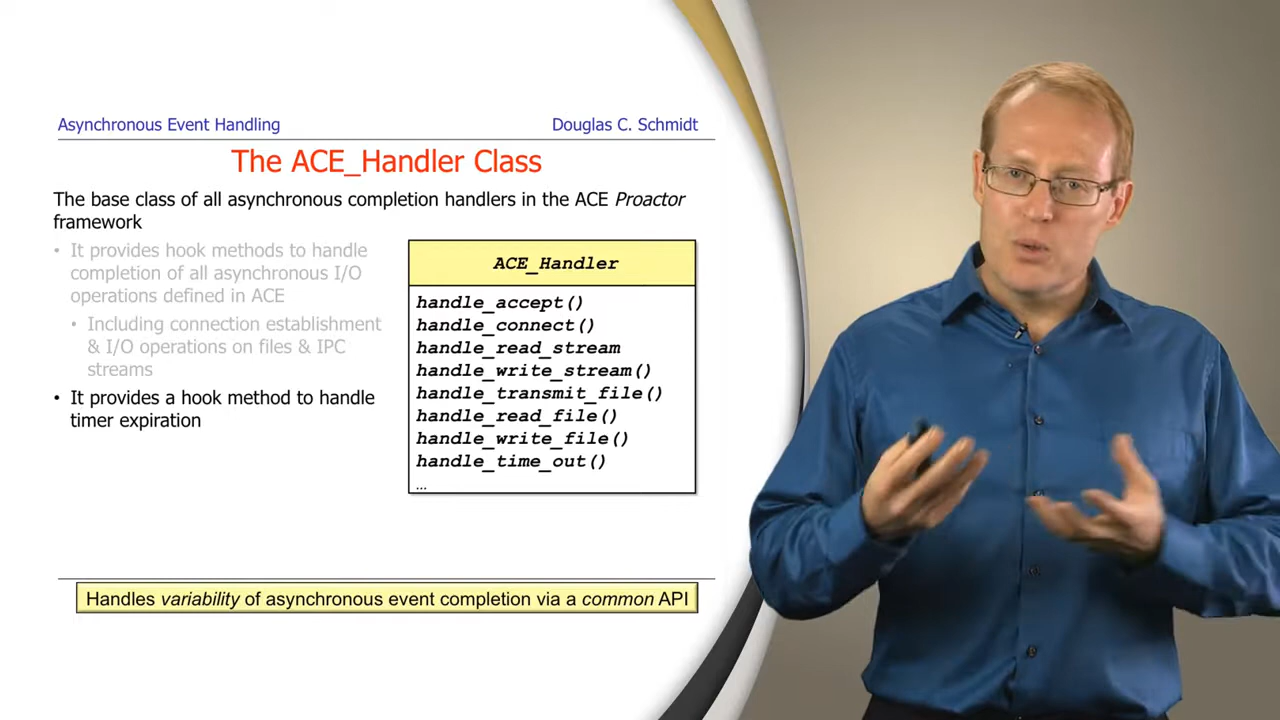 Asynchronous Event Handling
Douglas C. Schmidt
The ACE_Handler Class
The base class of all asynchronous completion handlers in the ACE Proactor
framework
• It provides hook methods to handle
completion of all asynchronous I/O
operations defined in ACE
• Including connection establishment
& I/O operations on files & IPC
streams
• It provides a hook method to handle
timer expiration
ACE_Handler
handle_accept()
handle_connect()
handle_read_stream
handle_write_stream()
handle_transmit_file()
handle_read_file()
handle_write_file()
handle_time_out()
…
Handles variability of asynchronous event completion via a common API